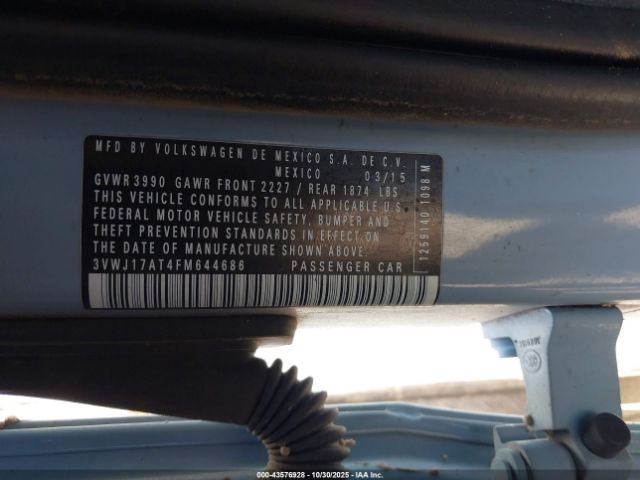 MFD BY VOLKSWAGEN DE MEXICO S.A. DE C.V.
MEXICO 03/15
GVWR 3990 GAWR FRONT 2227 / REAR 1874 LBS
THIS VEHICLE CONFORMS TO ALL APPLICABLE U.S.
FEDERAL MOTOR VEHICLE SAFETY, BUMPER AND
THEFT PREVENTION STANDARDS IN EFFECT ON
THE DATE OF MANUFACTURE SHOWN ABOVE.
3VWJ17AT4FM644686 PASSENGER CAR
1259140 1098 M
000-43576928 - 10/30/2025 - © IAA Inc.